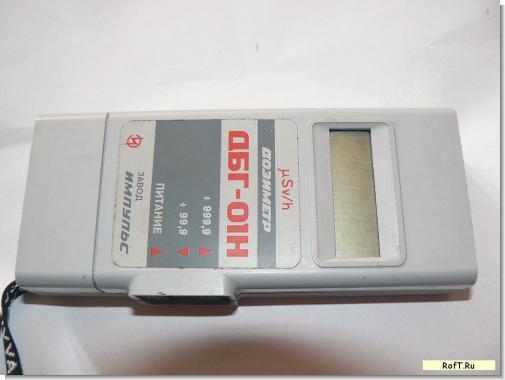 μSv/h
ДОЗИМЕТР
ДБГ-01Н
÷ 999,9
÷ 99,9
ПИТАНИЕ
ЗАВОД
ИМПУЛЬС
RofT.Ru